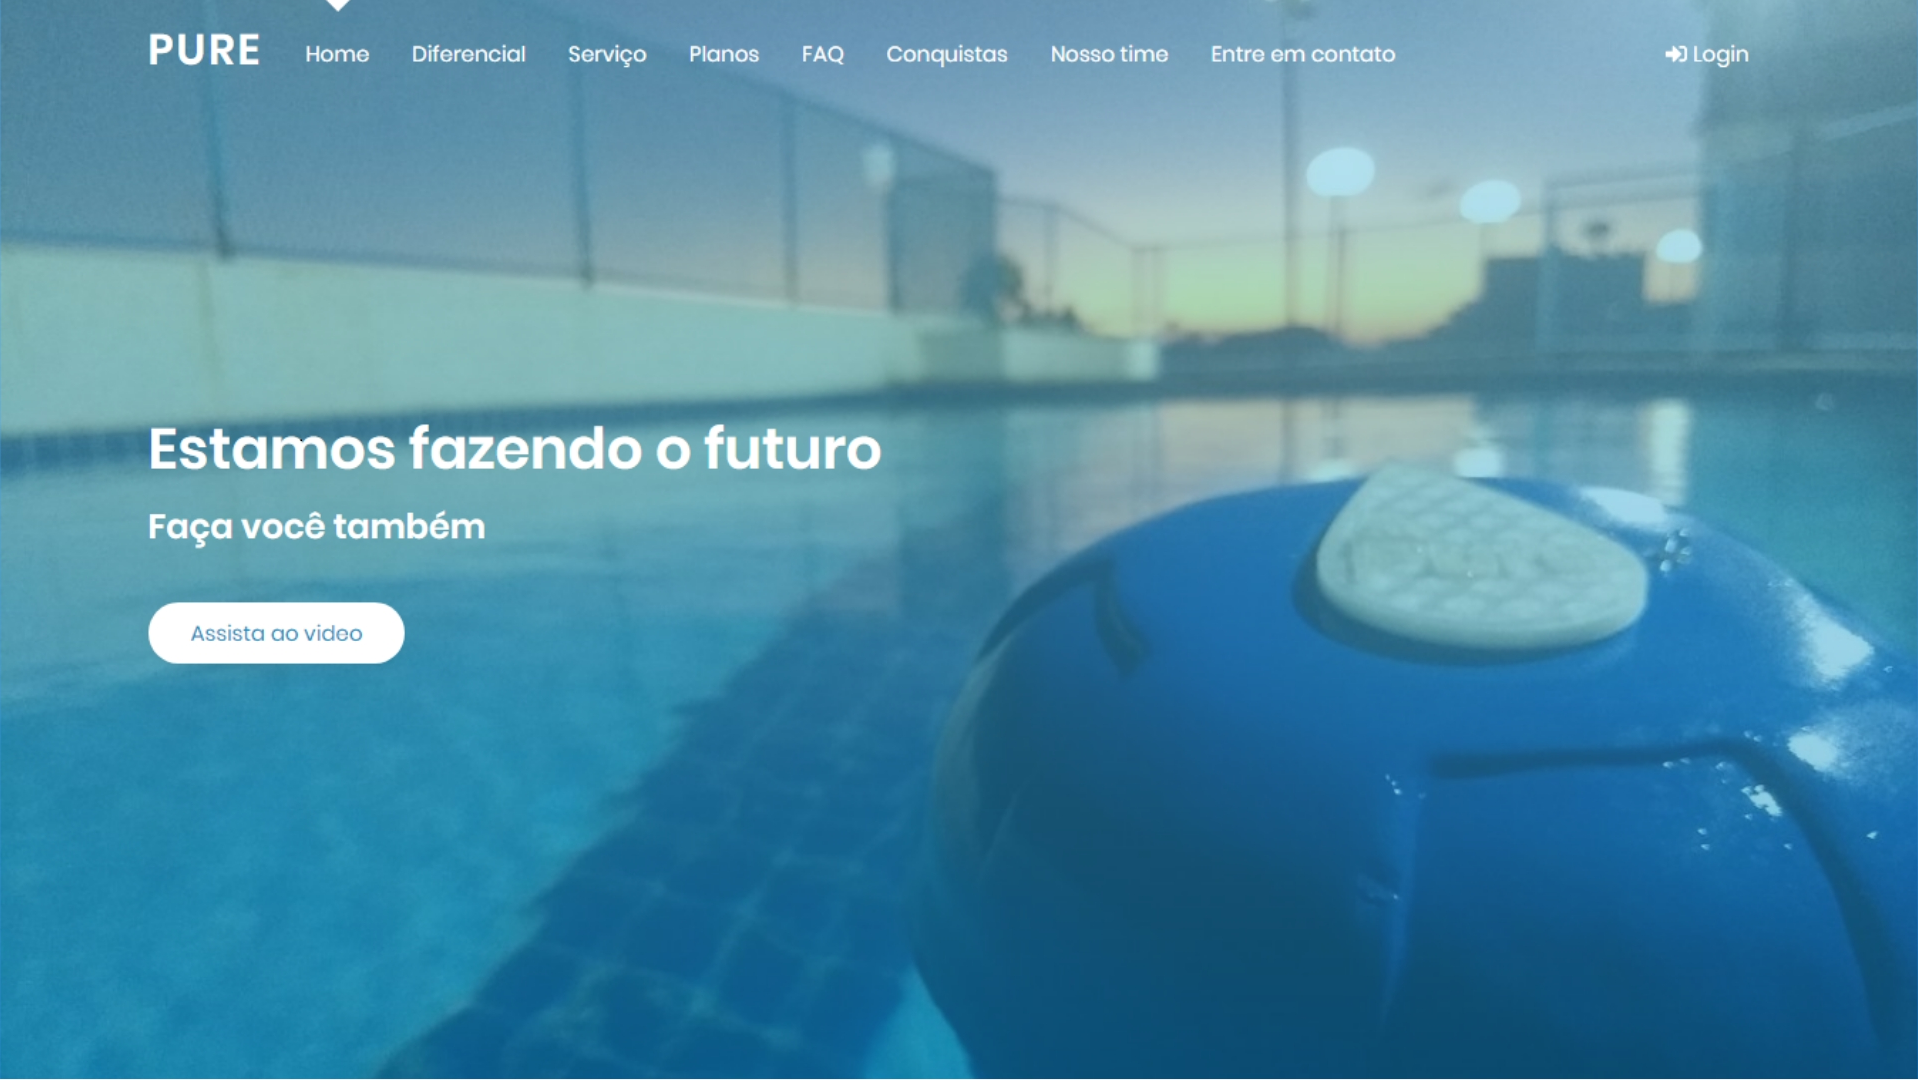 PURE Home Diferencial Serviço Planos FAQ Conquistas Nosso time Entre em contato Login
Estamos fazendo o futuro
Faça você também
Assista ao video